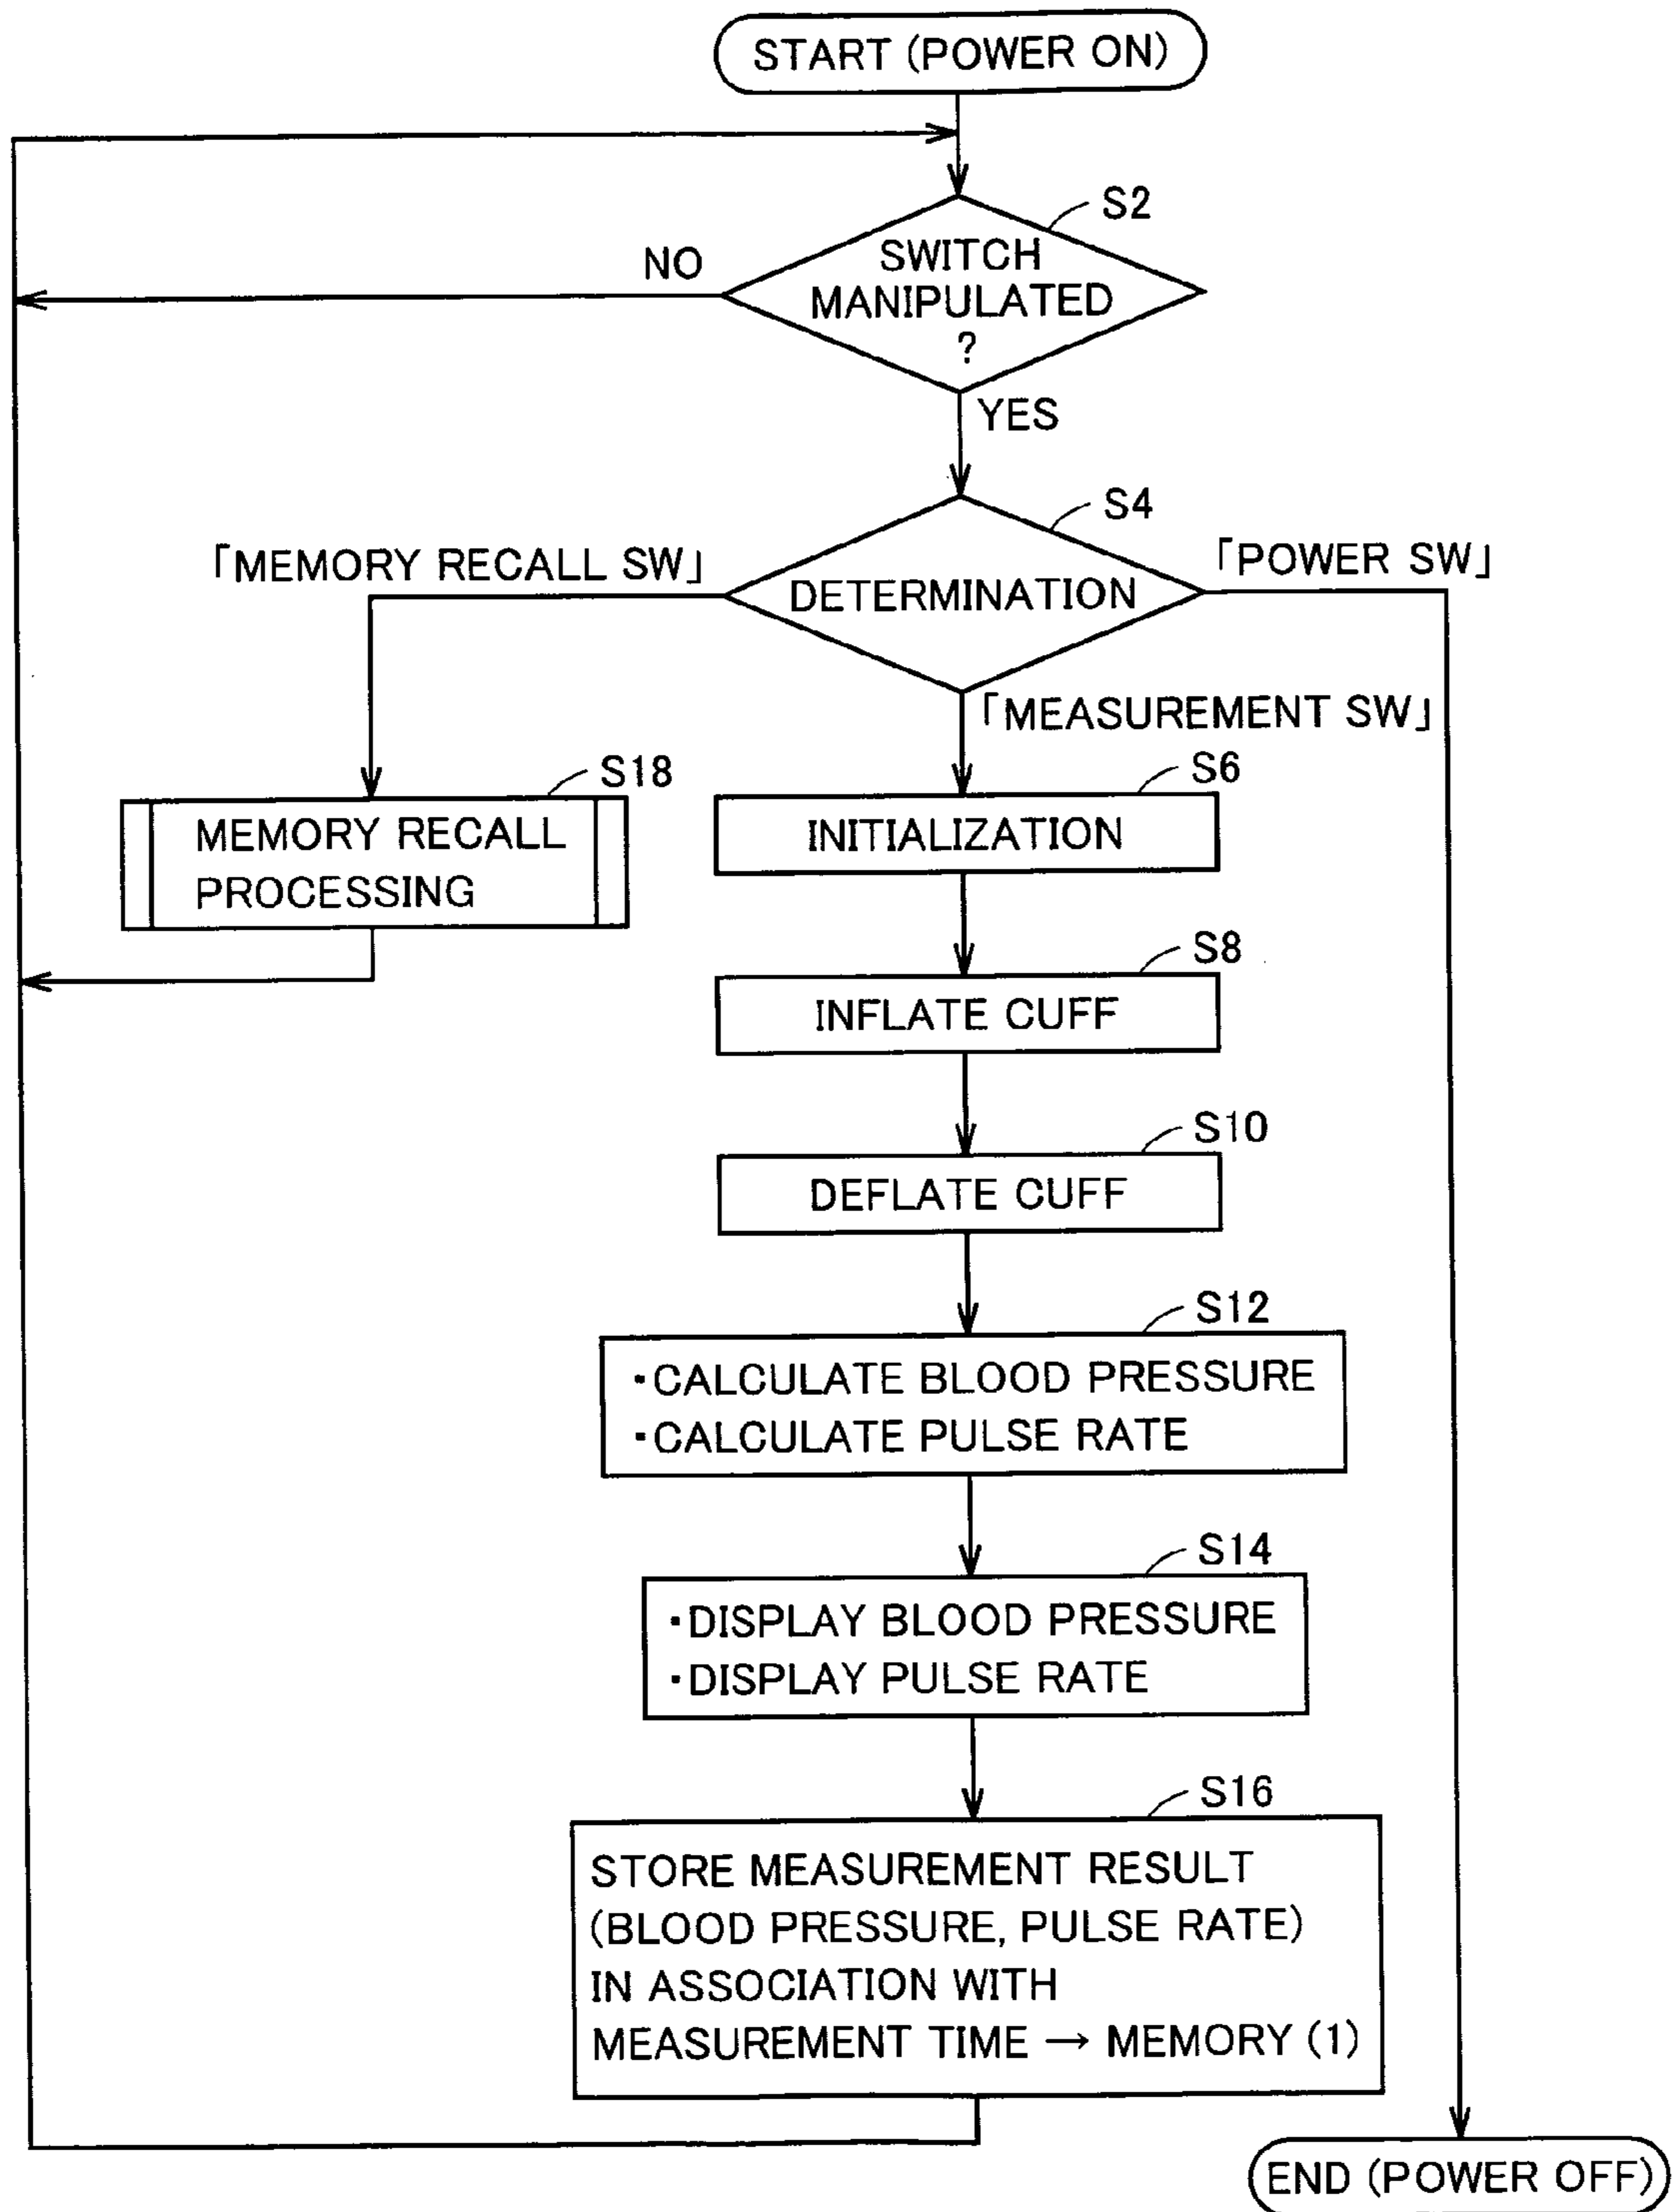 START (POWER ON)
S2
NO
SWITCH
MANIPULATED
?
YES
S4
「MEMORY RECALL SW」
DETERMINATION
「POWER SW」
「MEASUREMENT SW」
S18
MEMORY RECALL
PROCESSING
S6
INITIALIZATION
S8
INFLATE CUFF
S10
DEFLATE CUFF
S12
・CALCULATE BLOOD PRESSURE
・CALCULATE PULSE RATE
S14
・DISPLAY BLOOD PRESSURE
・DISPLAY PULSE RATE
S16
STORE MEASUREMENT RESULT
(BLOOD PRESSURE, PULSE RATE)
IN ASSOCIATION WITH
MEASUREMENT TIME → MEMORY (1)
END (POWER OFF)